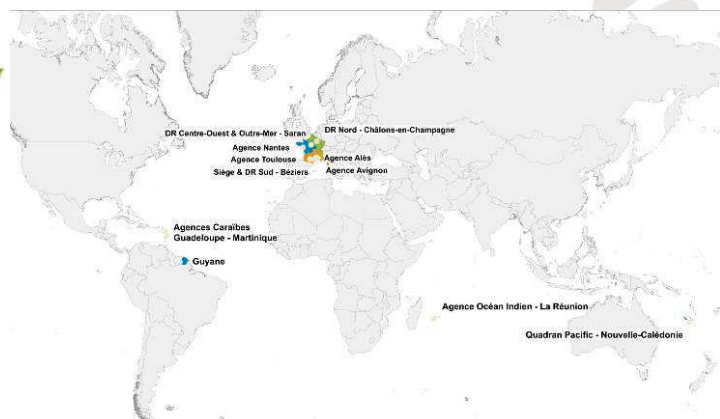 DR Centre-Ouest & Outre-Mer - Saran
DR Nord - Châlons-en-Champagne
Agence Nantes
Agence Toulouse
Agence Alès
Siège & DR Sud - Béziers
Agence Avignon
Agences Caraïbes
Guadeloupe - Martinique
Guyane
Agence Océan Indien - La Réunion
Quadran Pacific - Nouvelle-Calédonie